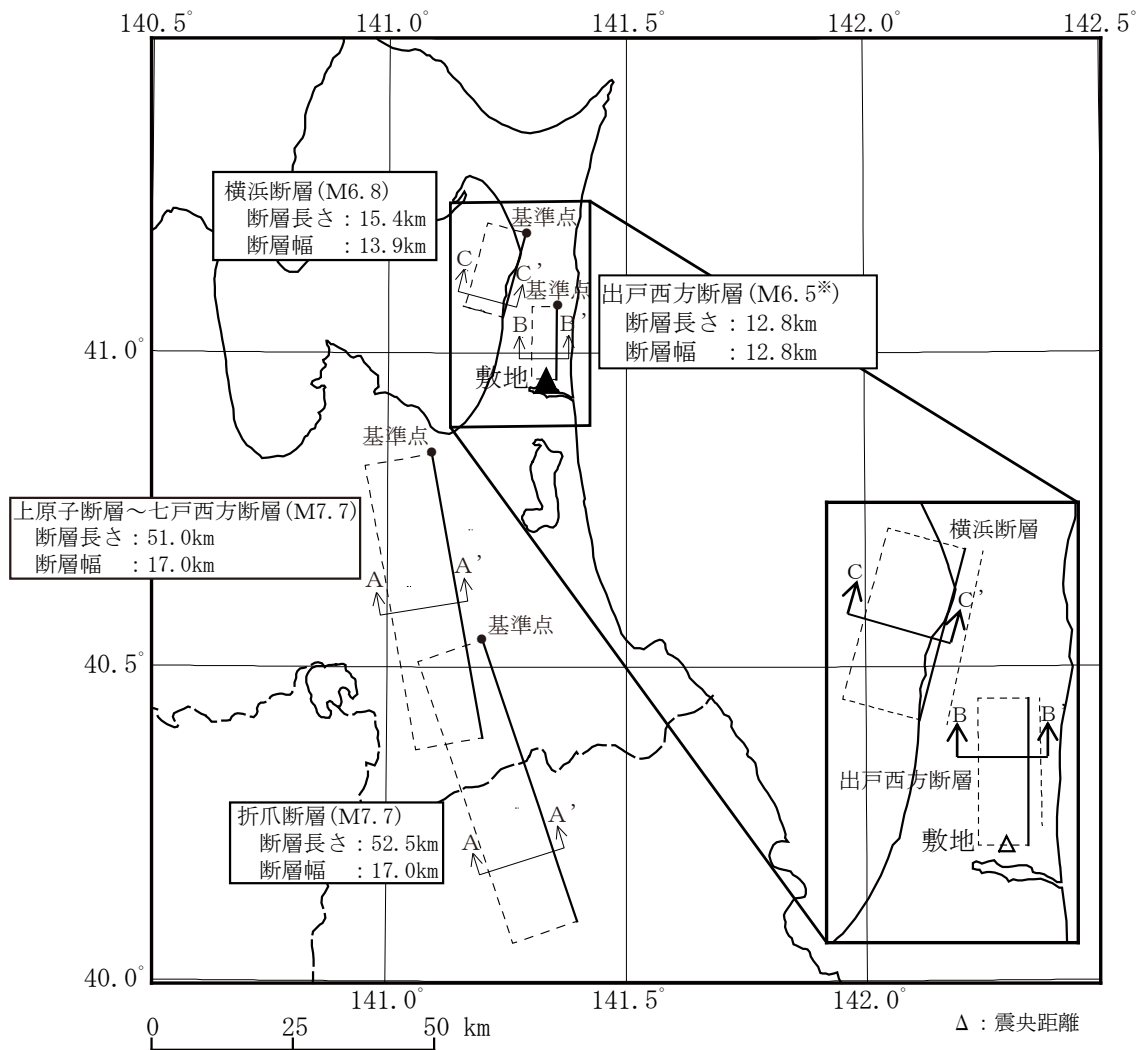 140.5° 141.0° 141.5° 142.0° 142.5°
横浜断層(M6.8)
断層長さ：15.4km
断層幅　：13.9km
基準点
C C'
基準点
出戸西方断層(M6.5※)
断層長さ：12.8km
断層幅　：12.8km
B B'
41.0°
敷地
基準点
上原子断層～七戸西方断層(M7.7)
断層長さ：51.0km
断層幅　：17.0km
A A'
基準点
40.5°
横浜断層
C C'
B B'
出戸西方断層
敷地
折爪断層(M7.7)
断層長さ：52.5km
断層幅　：17.0km
A A'
40.0°
141.0° 141.5° 142.0°
0 25 50 km
Δ：震央距離